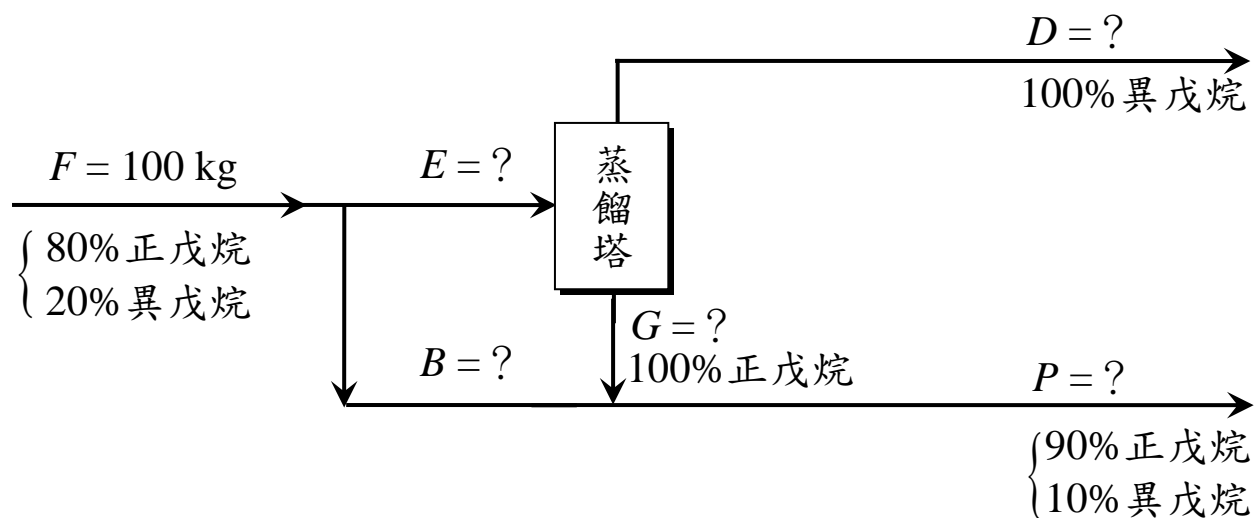 D = ?
100%異戊烷
F = 100 kg
E = ?
蒸
餾
塔
80%正戊烷
20%異戊烷
G = ?
100%正戊烷
B = ?
P = ?
90%正戊烷
10%異戊烷